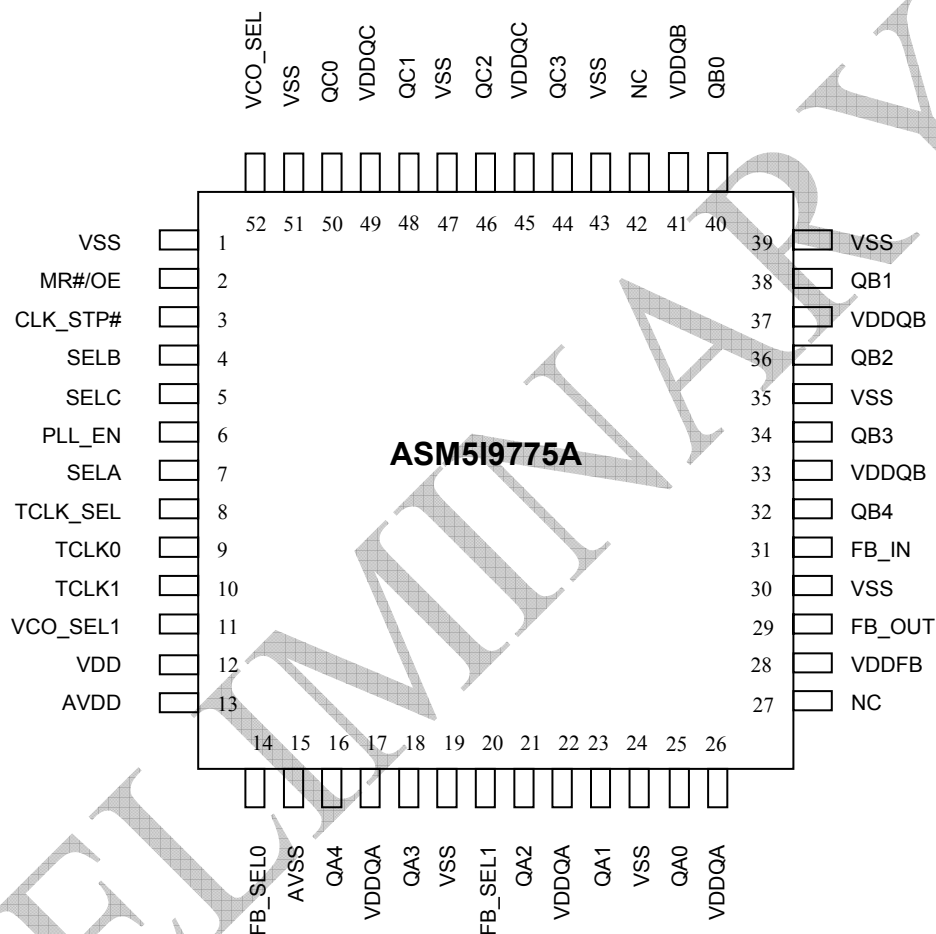 VCO_SEL
VSS
QC0
VDDQC
QC1
VSS
QC2
VDDQC
QC3
VSS
NC
VDDQB
QB0
52 51 50 49 48 47 46 45 44 43 42 41 40
VSS 1
MR#/OE 2
CLK_STP# 3
SELB 4
SELC 5
PLL_EN 6
SELA 7
TCLK_SEL 8
TCLK0 9
TCLK1 10
VCO_SEL1 11
VDD 12
AVDD 13
ASM5I9775A
39 VSS
38 QB1
37 VDDQB
36 QB2
35 VSS
34 QB3
33 VDDQB
32 QB4
31 FB_IN
30 VSS
29 FB_OUT
28 VDDFB
27 NC
14 15 16 17 18 19 20 21 22 23 24 25 26
FB_SEL0
AVSS
QA4
VDDQA
QA3
VSS
FB_SEL1
QA2
VDDQA
QA1
VSS
QA0
VDDQA
ELIMINARY